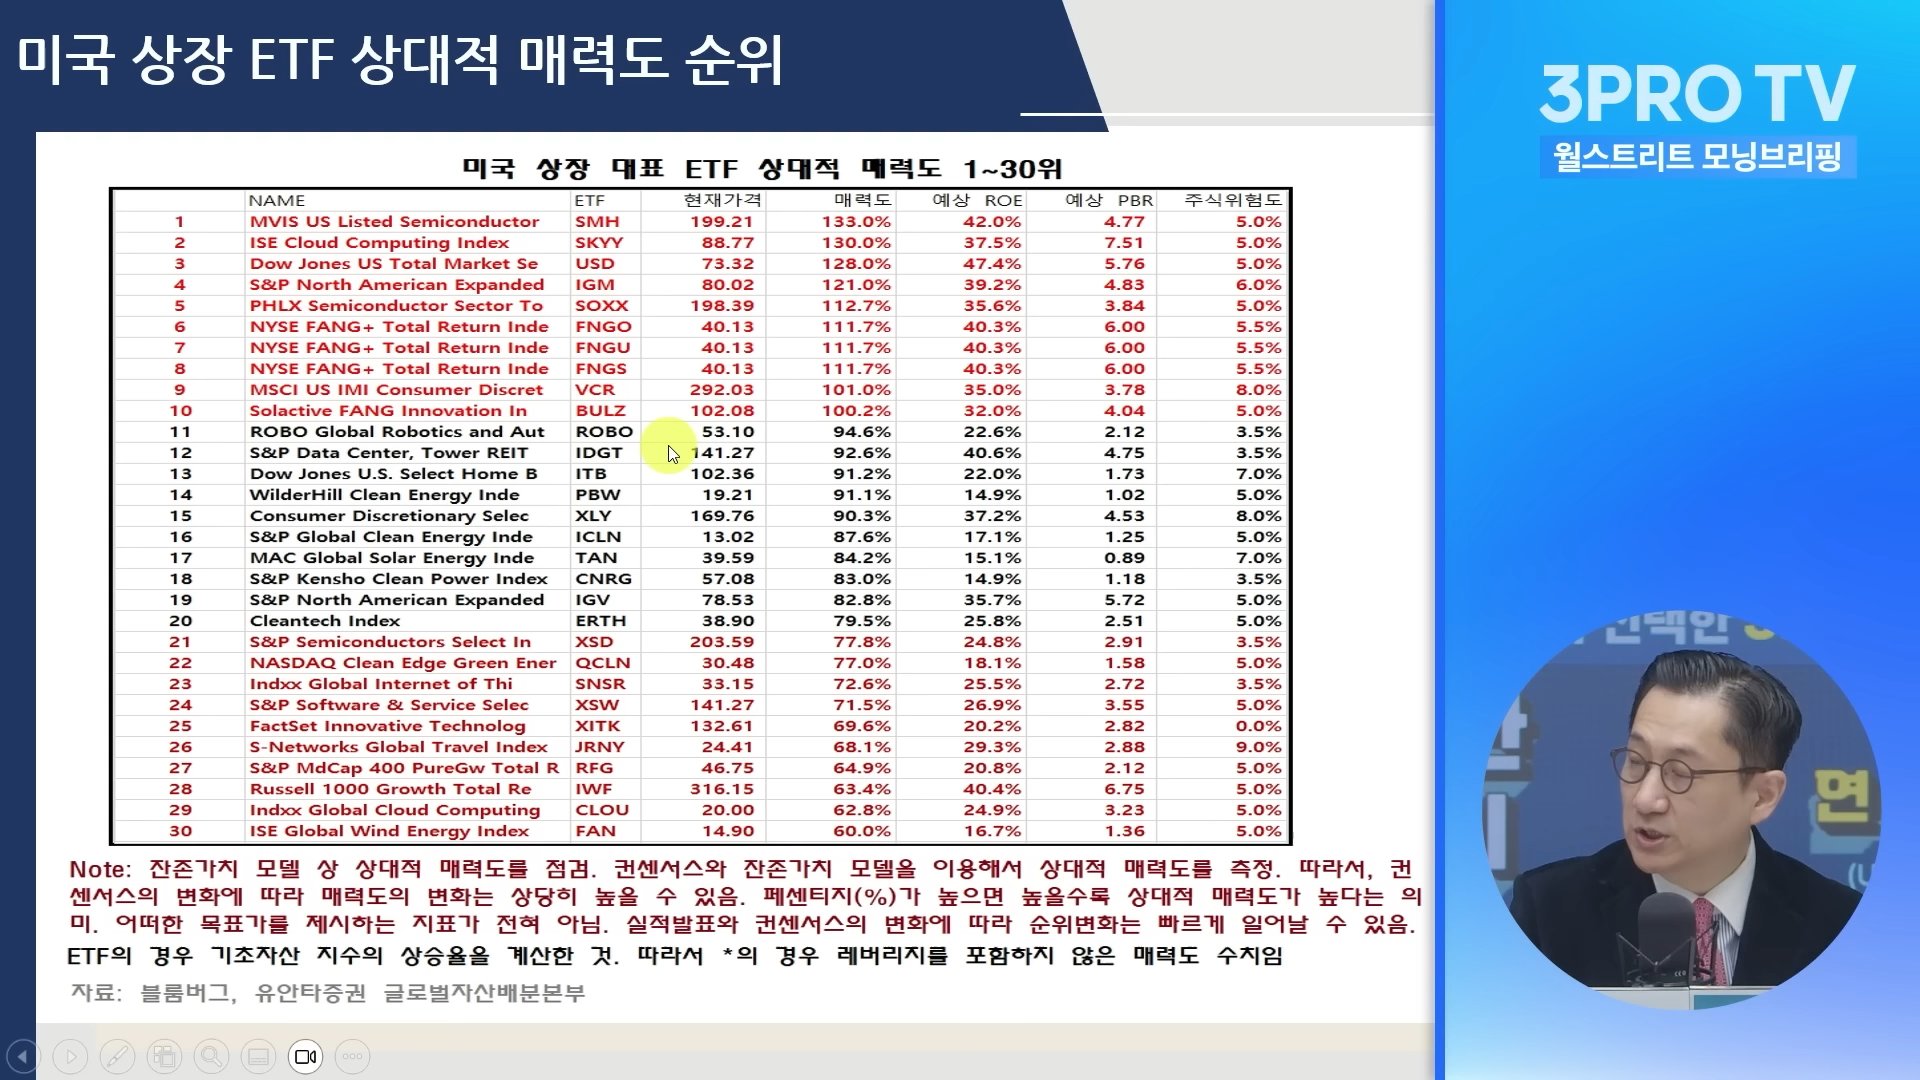 미국 상장 ETF 상대적 매력도 순위
3PRO TV
월스트리트 모닝브리핑
미국 상장 대표 ETF 상대적 매력도 1~30위
NAME ETF 현재가격 매력도 예상 ROE 예상 PBR 주식위험도
1 MVIS US Listed Semiconductor SMH 199.21 133.0% 42.0% 4.77 5.0%
2 ISE Cloud Computing Index SKYY 88.77 130.0% 37.5% 7.51 5.0%
3 Dow Jones US Total Market Se USD 73.32 128.0% 47.4% 5.76 5.0%
4 S&P North American Expanded IGM 80.02 121.0% 39.2% 4.83 6.0%
5 PHLX Semiconductor Sector To SOXX 198.39 112.7% 35.6% 3.84 5.0%
6 NYSE FANG+ Total Return Inde FNGO 40.13 111.7% 40.3% 6.00 5.5%
7 NYSE FANG+ Total Return Inde FNGU 40.13 111.7% 40.3% 6.00 5.5%
8 NYSE FANG+ Total Return Inde FNGS 40.13 111.7% 40.3% 6.00 5.5%
9 MSCI US IMI Consumer Discret VCR 292.03 101.0% 35.0% 3.78 8.0%
10 Solactive FANG Innovation In BULZ 102.08 100.2% 32.0% 4.04 5.0%
11 ROBO Global Robotics and Aut ROBO 53.10 94.6% 22.6% 2.12 3.5%
12 S&P Data Center, Tower REIT IDGT 141.27 92.6% 40.6% 4.75 3.5%
13 Dow Jones U.S. Select Home B ITB 102.36 91.2% 22.0% 1.73 7.0%
14 WilderHill Clean Energy Inde PBW 19.21 91.1% 14.9% 1.02 5.0%
15 Consumer Discretionary Selec XLY 169.76 90.3% 37.2% 4.53 8.0%
16 S&P Global Clean Energy Inde ICLN 13.02 87.6% 17.1% 1.25 5.0%
17 MAC Global Solar Energy Inde TAN 39.59 84.2% 15.1% 0.89 7.0%
18 S&P Kensho Clean Power Index CNRG 57.08 83.0% 14.9% 1.18 3.5%
19 S&P North American Expanded IGV 78.53 82.8% 35.7% 5.72 5.0%
20 Cleantech Index ERTH 38.90 79.5% 25.8% 2.51 5.0%
21 S&P Semiconductors Select In XSD 203.59 77.8% 24.8% 2.91 3.5%
22 NASDAQ Clean Edge Green Ener QCLN 30.48 77.0% 18.1% 1.58 5.0%
23 Indxx Global Internet of Thi SNSR 33.15 72.6% 25.5% 2.72 3.5%
24 S&P Software & Service Selec XSW 141.27 71.5% 26.9% 3.55 5.0%
25 FactSet Innovative Technolog XITK 132.61 69.6% 20.2% 2.82 0.0%
26 S-Networks Global Travel Index JRNY 24.41 68.1% 29.3% 2.88 9.0%
27 S&P MdCap 400 PureGw Total R RFG 46.75 64.9% 20.8% 2.12 5.0%
28 Russell 1000 Growth Total Re IWF 316.15 63.4% 40.4% 6.75 5.0%
29 Indxx Global Cloud Computing CLOU 20.00 62.8% 24.9% 3.23 5.0%
30 ISE Global Wind Energy Index FAN 14.90 60.0% 16.7% 1.36 5.0%
Note: 잔존가치 모델 상 상대적 매력도를 점검. 컨센서스와 잔존가치 모델을 이용해서 상대적 매력도를 측정. 따라서, 컨
센서스의 변화에 따라 매력도의 변화는 상당히 높을 수 있음. 페센티지(%)가 높으면 높을수록 상대적 매력도가 높다는 의
미. 어떠한 목표가를 제시하는 지표가 전혀 아님. 실적발표와 컨센서스의 변화에 따라 순위변화는 빠르게 일어날 수 있음.
ETF의 경우 기초자산 지수의 상승율을 계산한 것. 따라서 *의 경우 레버리지를 포함하지 않은 매력도 수치임
자료: 블룸버그, 유안타증권 글로벌자산배분본부
연